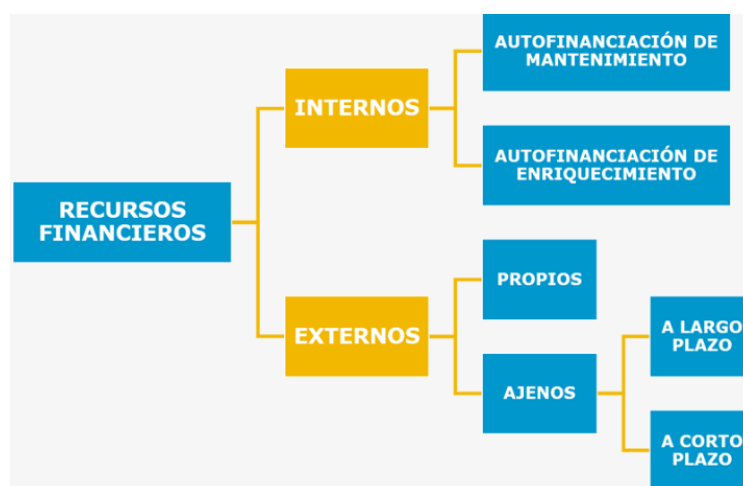 RECURSOS
FINANCIEROS
INTERNOS
AUTOFINANCIACIÓN DE
MANTENIMIENTO
AUTOFINANCIACIÓN DE
ENRIQUECIMIENTO
EXTERNOS
PROPIOS
AJENOS
A LARGO
PLAZO
A CORTO
PLAZO